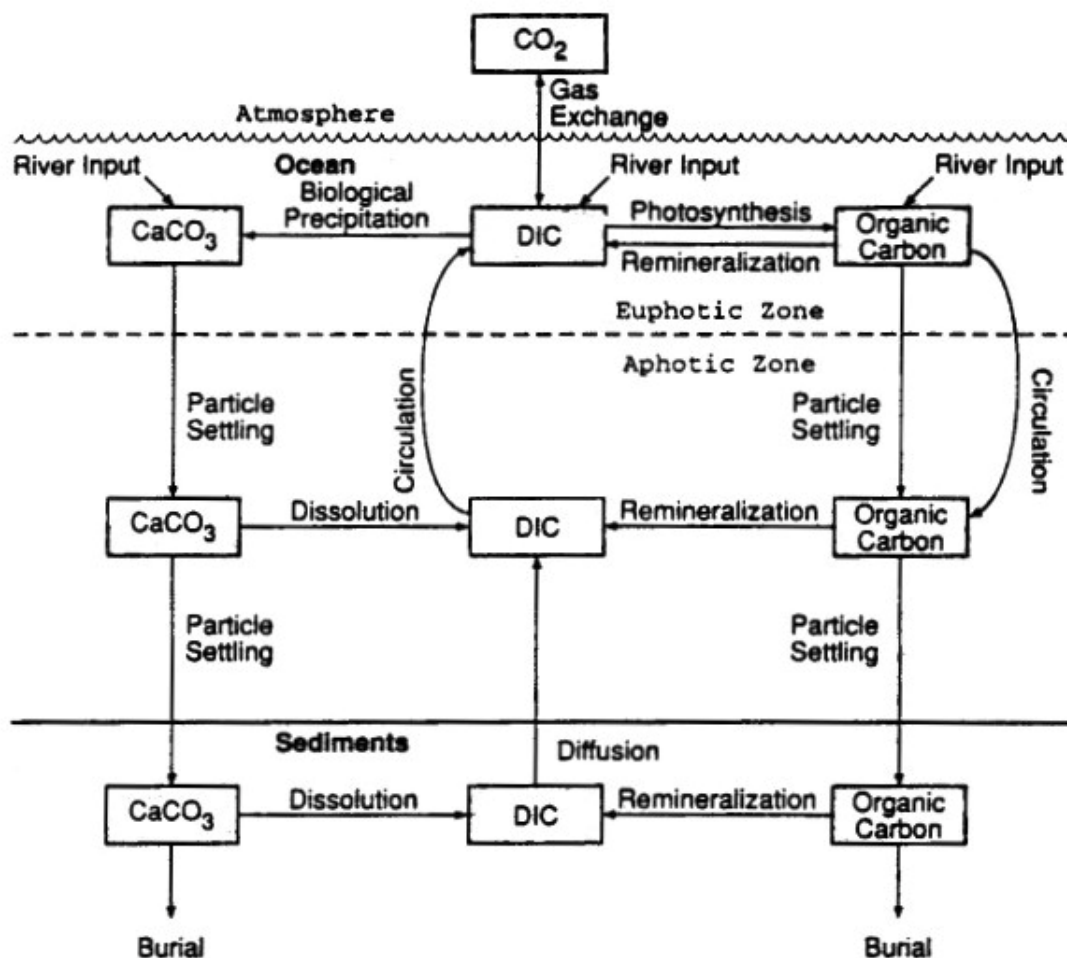 CO2
Gas
Exchange
Atmosphere
River Input
Ocean
River Input
River Input
Biological
Precipitation
CaCO3
DIC
Photosynthesis
Remineralization
Organic
Carbon
Euphotic Zone
Aphotic Zone
Particle
Settling
Circulation
Particle
Settling
Circulation
CaCO3
Dissolution
DIC
Remineralization
Organic
Carbon
Particle
Settling
Particle
Settling
Sediments
Diffusion
CaCO3
Dissolution
DIC
Remineralization
Organic
Carbon
Burial
Burial